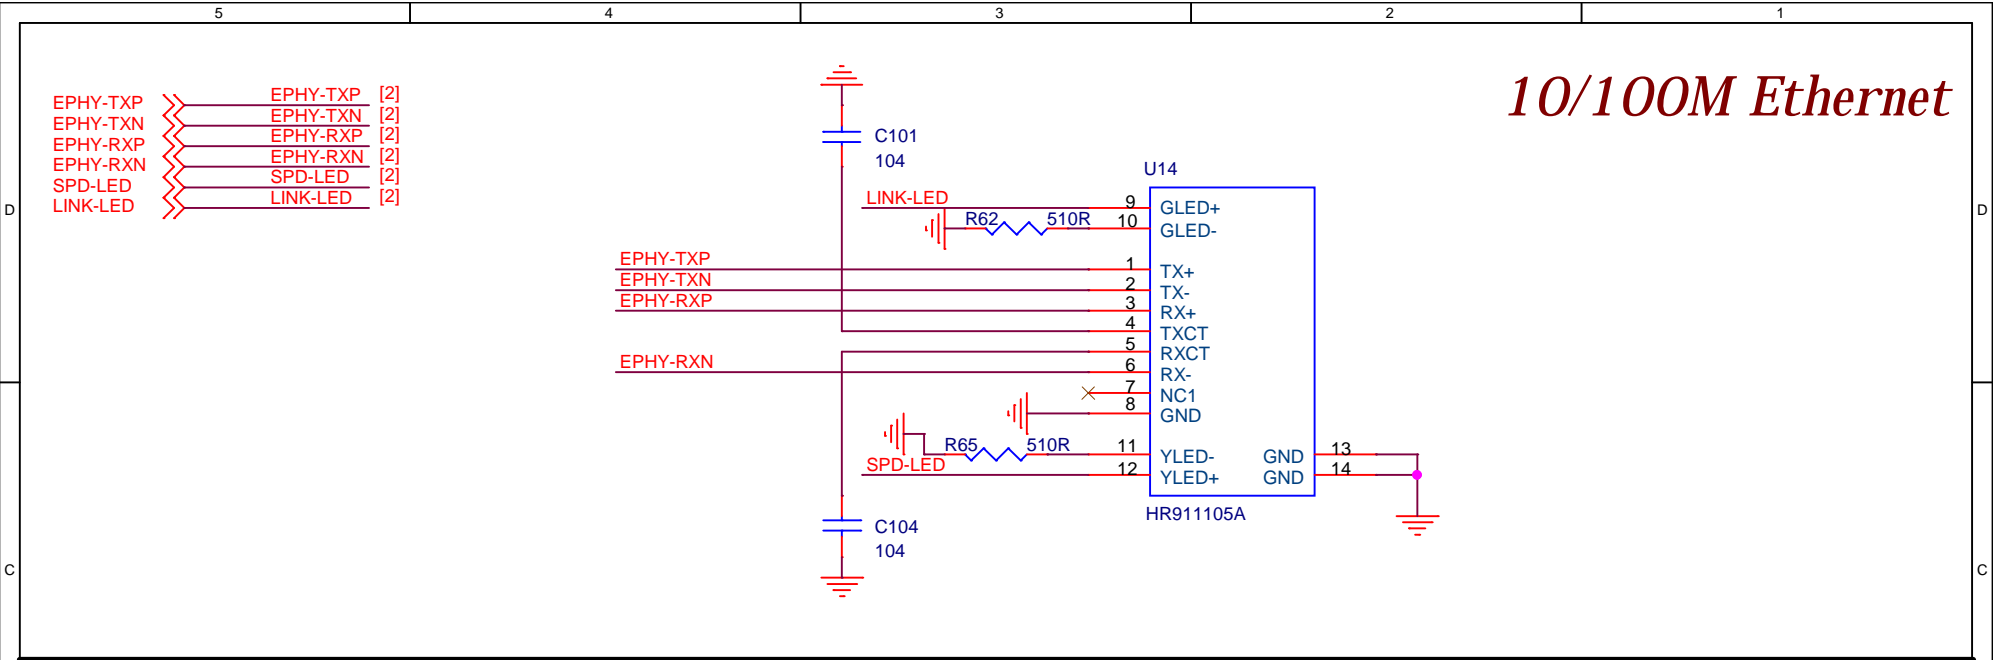 5 4 3 2 1
10/100M Ethernet
EPHY-TXP EPHY-TXP [2]
EPHY-TXN EPHY-TXN [2]
EPHY-RXP EPHY-RXP [2]
EPHY-RXN EPHY-RXN [2]
SPD-LED SPD-LED [2]
LINK-LED LINK-LED [2]
C101
104
U14
D D
LINK-LED 9 GLED+
R62 510R 10 GLED-
EPHY-TXP 1 TX+
EPHY-TXN 2 TX-
EPHY-RXP 3 RX+
4 TXCT
5 RXCT
EPHY-RXN 6 RX-
7 NC1
8 GND
R65 510R 11 YLED- GND 13
SPD-LED 12 YLED+ GND 14
HR911105A
C104
104
C C